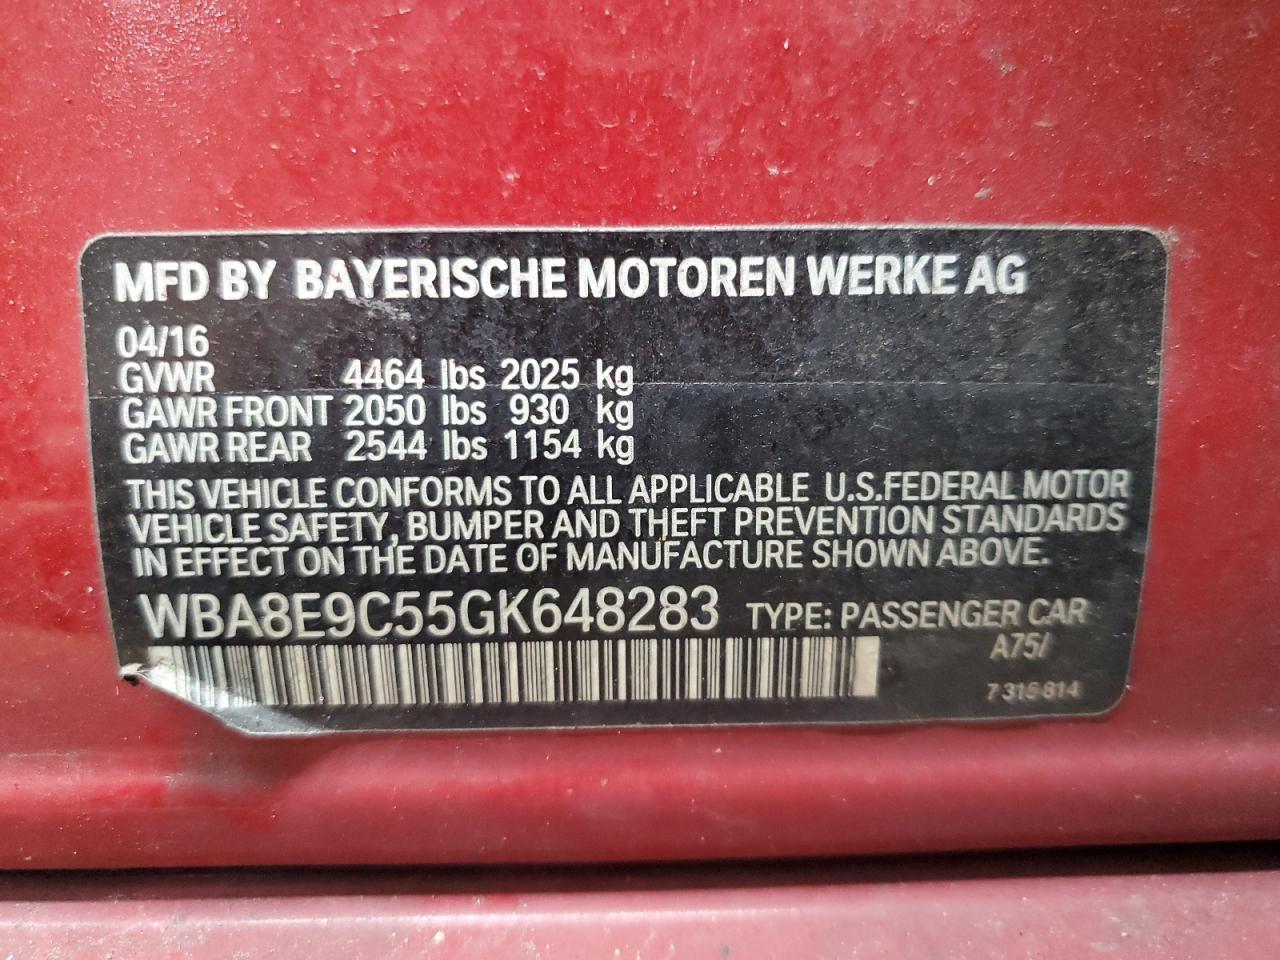 MFD BY BAYERISCHE MOTOREN WERKE AG
04/16
GVWR 4464 lbs 2025 kg
GAWR FRONT 2050 lbs 930 kg
GAWR REAR 2544 lbs 1154 kg
THIS VEHICLE CONFORMS TO ALL APPLICABLE U.S.FEDERAL MOTOR
VEHICLE SAFETY, BUMPER AND THEFT PREVENTION STANDARDS
IN EFFECT ON THE DATE OF MANUFACTURE SHOWN ABOVE.
WBA8E9C55GK648283 TYPE: PASSENGER CAR
A75/
7 315 814